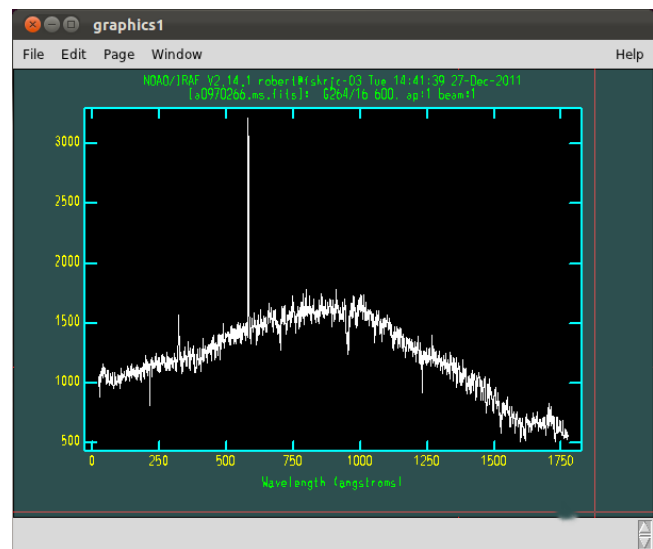 graphics1
File Edit Page Window Help
NOAO/IRAF V2.14.1 robert@iskrjc-03 Tue 14:41:39 27-Dec-2011
[a0970266.ms.fits]: G264/16 600. ap:1 beam:1
3000
2500
2000
1500
1000
500
0 250 500 750 1000 1250 1500 1750
Wavelength (angstroms)